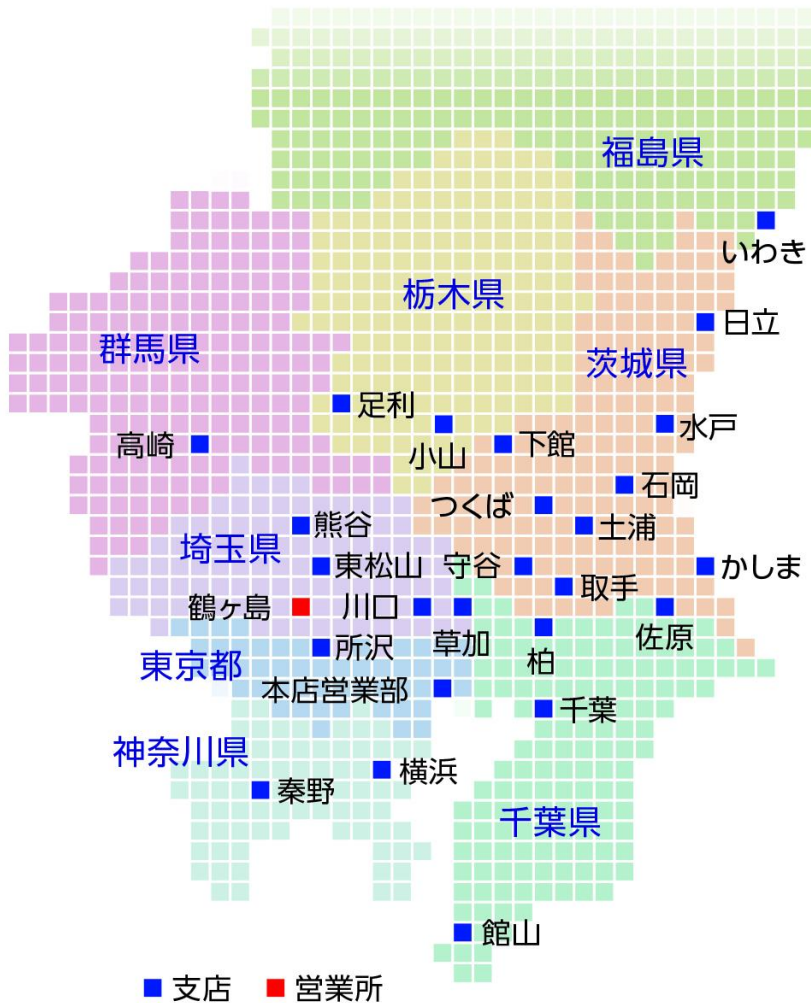 福島県
いわき
栃木県
日立
群馬県
茨城県
足利
水戸
小山
下館
高崎
石岡
つくば
熊谷
土浦
埼玉県
東松山
守谷
かしま
取手
鶴ヶ島
川口
佐原
草加
柏
所沢
東京都
本店営業部
千葉
神奈川県
横浜
秦野
千葉県
館山
支店 営業所